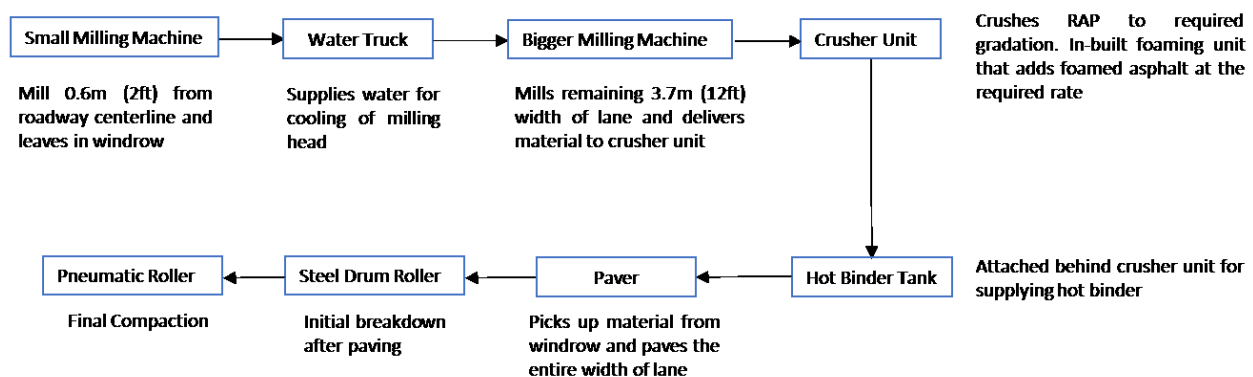 Small Milling Machine
Water Truck
Bigger Milling Machine
Crusher Unit
Crushes RAP to required
gradation. In-built foaming unit
that adds foamed asphalt at the
required rate
Mill 0.6m (2ft) from
roadway centerline and
leaves in windrow
Supplies water for
cooling of milling
head
Mills remaining 3.7m (12ft)
width of lane and delivers
material to crusher unit
Pneumatic Roller
Steel Drum Roller
Paver
Hot Binder Tank
Attached behind crusher unit for
supplying hot binder
Final Compaction
Initial breakdown
after paving
Picks up material from
windrow and paves the
entire width of lane